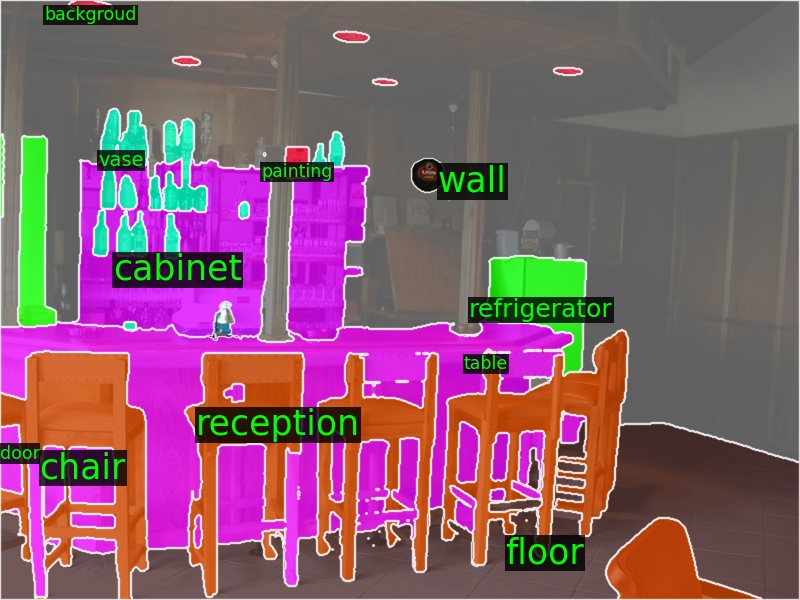 backgroud
vase
painting
wall
cabinet
refrigerator
table
reception
door
chair
floor